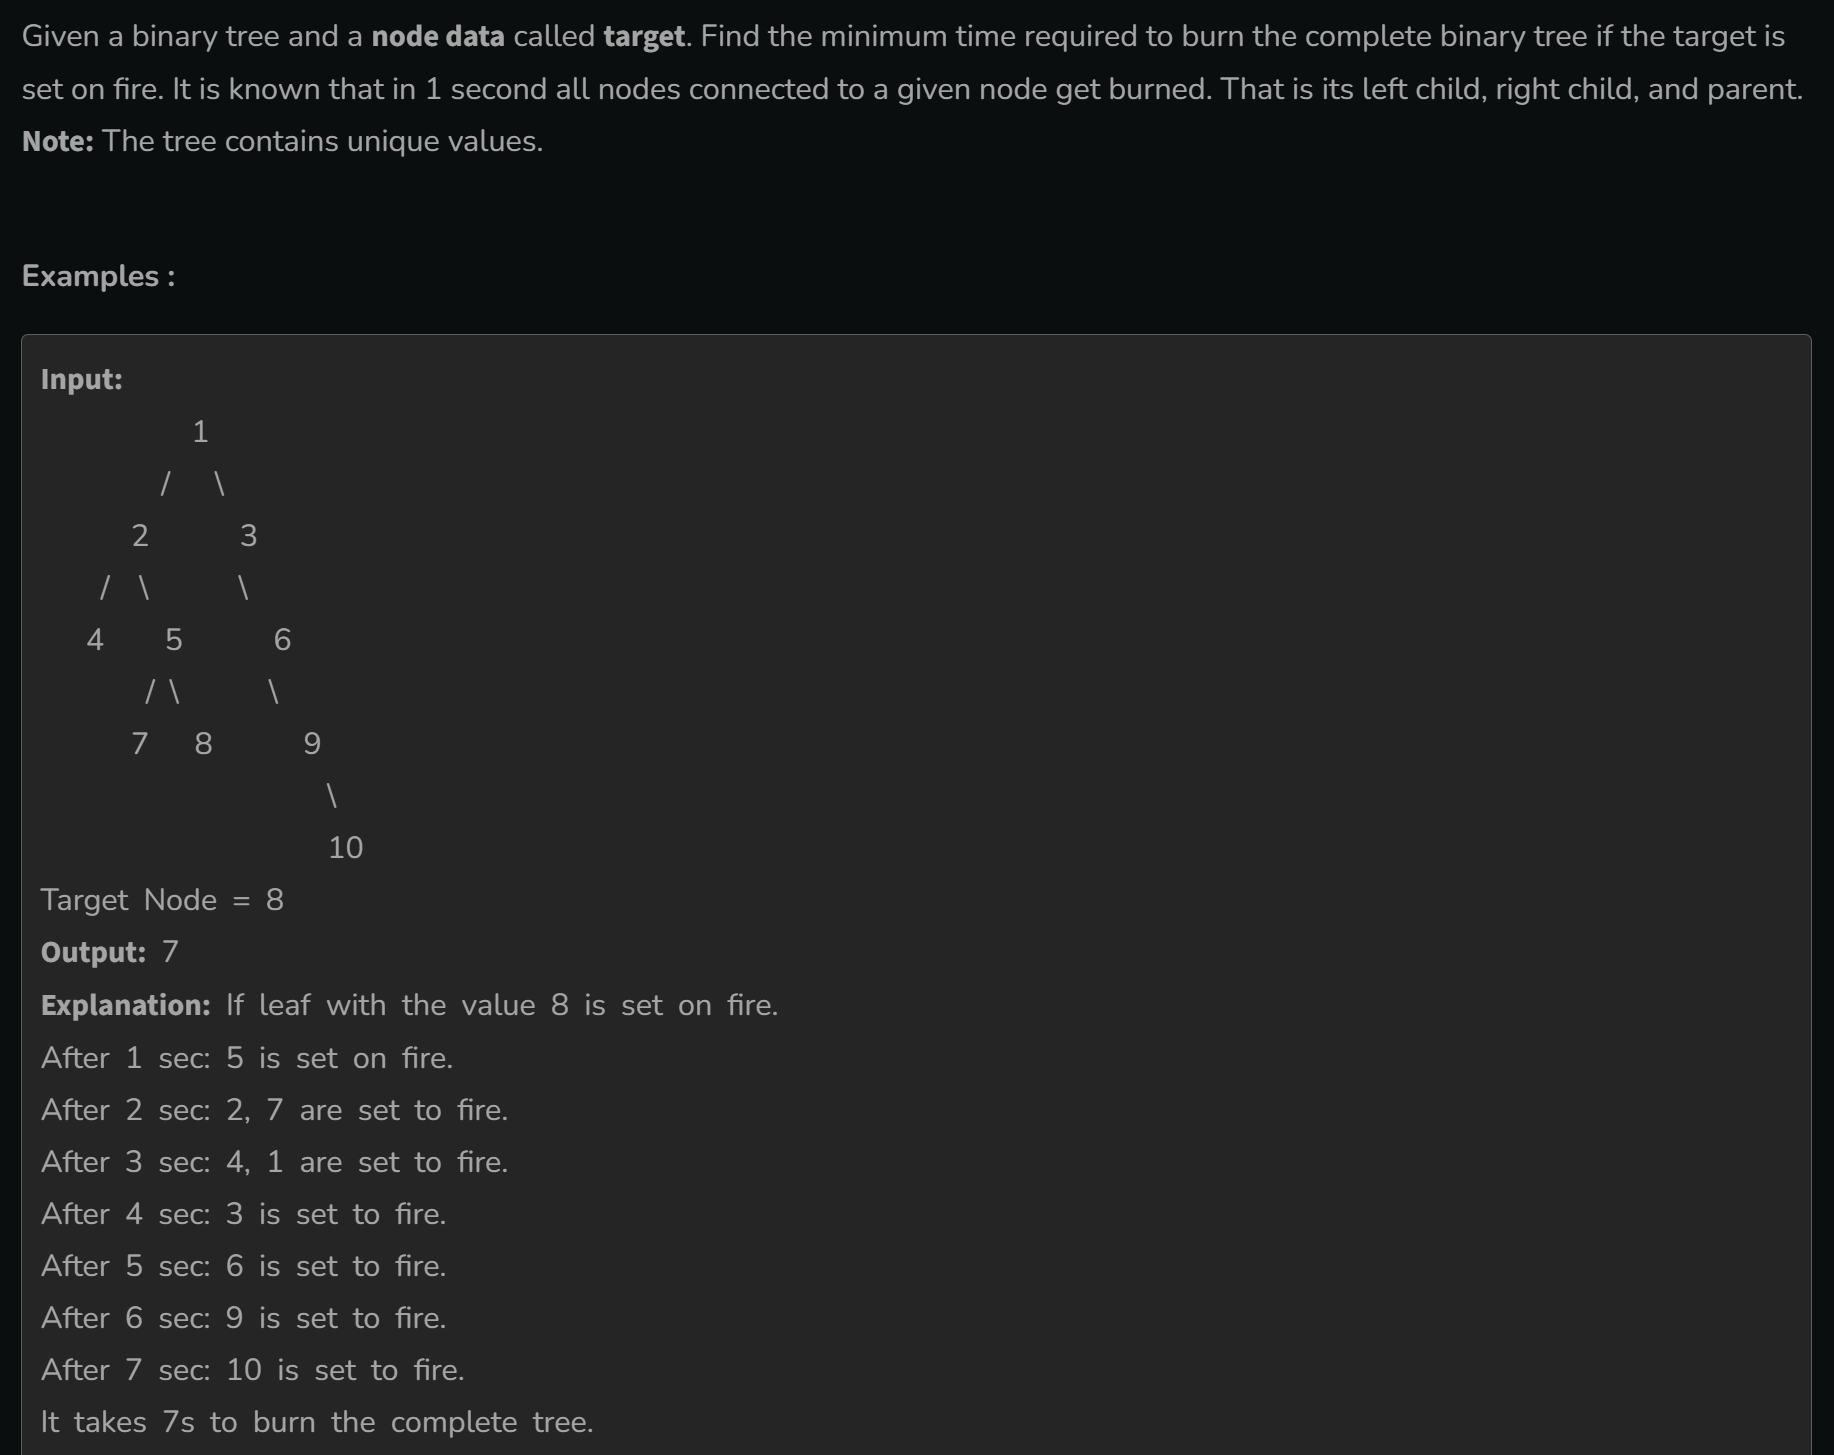 Given a binary tree and a node data called target. Find the minimum time required to burn the complete binary tree if the target is
set on fire. It is known that in 1 second all nodes connected to a given node get burned. That is its left child, right child, and parent.
Note: The tree contains unique values.
Examples :
Input:
1
/ \
2 3
/ \ \
4 5 6
/ \ \
7 8 9
\
10
Target Node = 8
Output: 7
Explanation: If leaf with the value 8 is set on fire.
After 1 sec: 5 is set on fire.
After 2 sec: 2, 7 are set to fire.
After 3 sec: 4, 1 are set to fire.
After 4 sec: 3 is set to fire.
After 5 sec: 6 is set to fire.
After 6 sec: 9 is set to fire.
After 7 sec: 10 is set to fire.
It takes 7s to burn the complete tree.